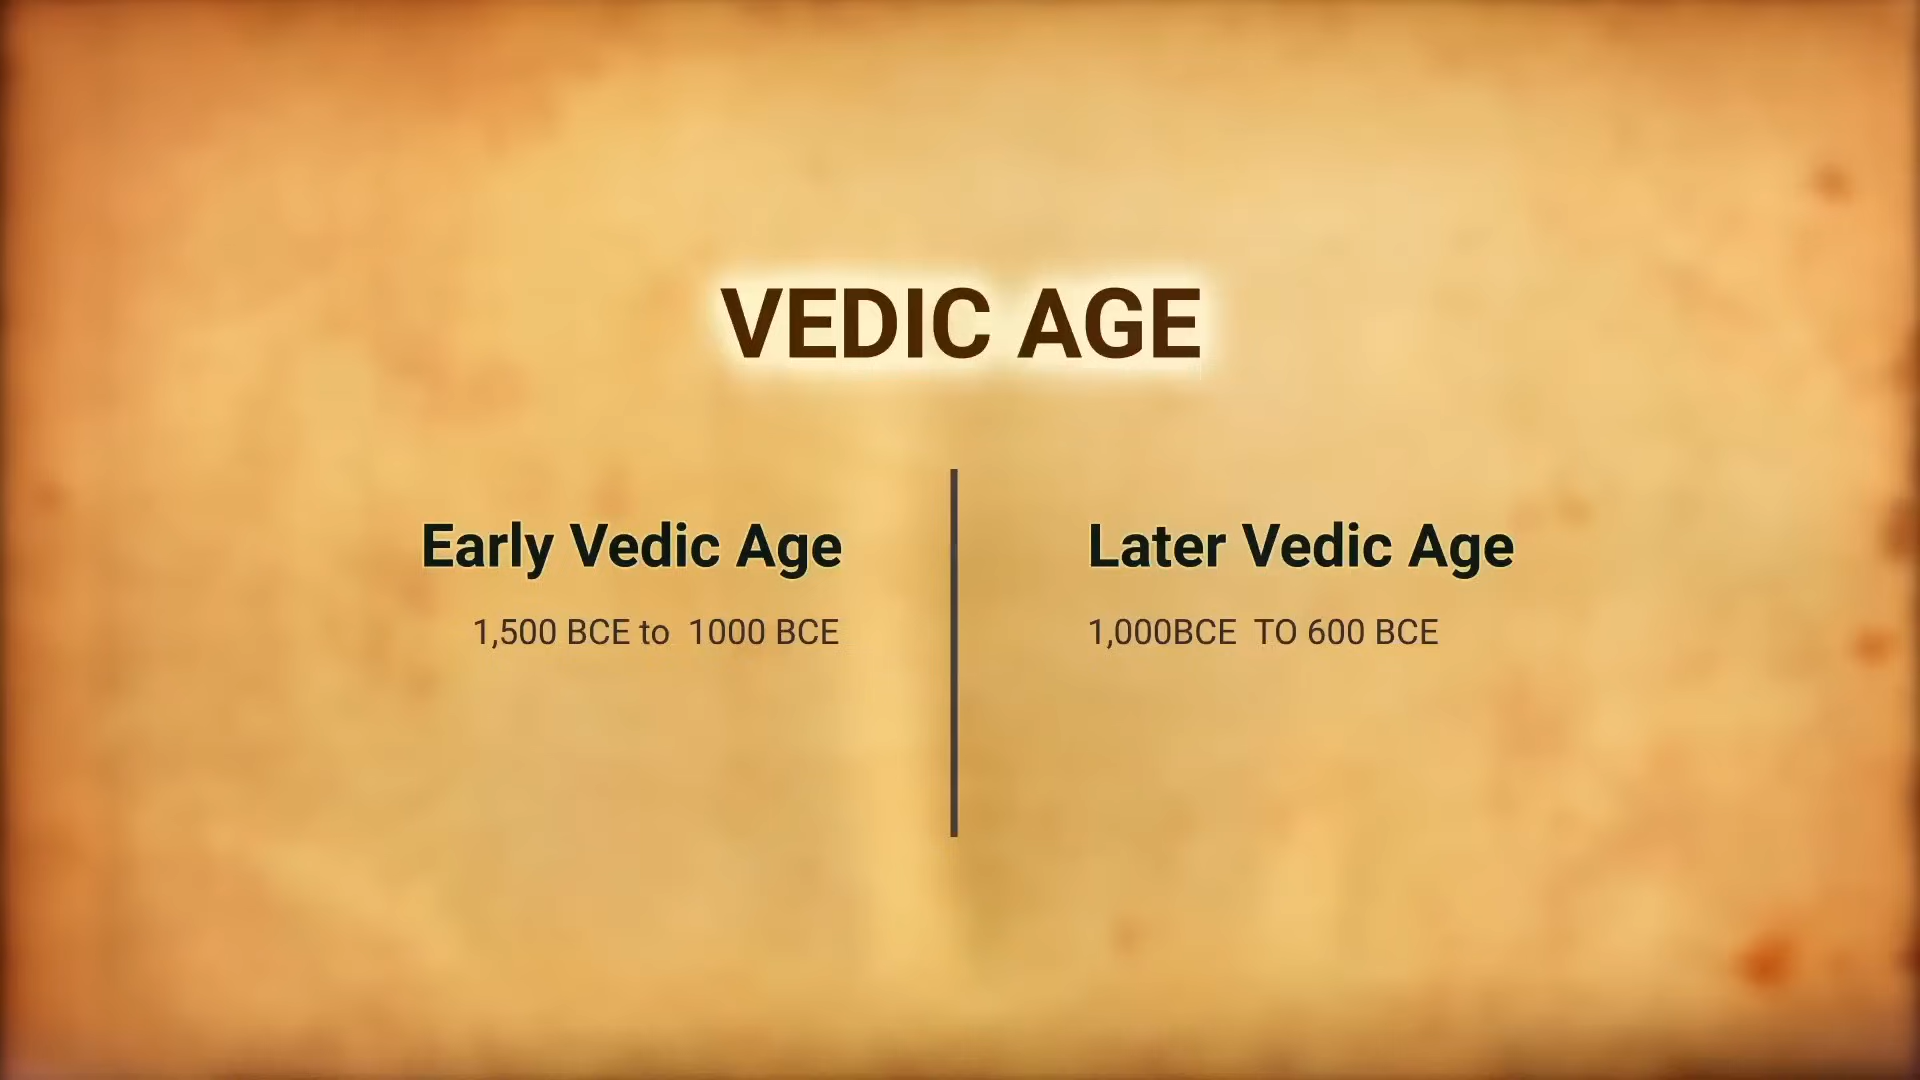 VEDIC AGE
Early Vedic Age
1,500 BCE to  1000 BCE
Later Vedic Age
1,000BCE  TO 600 BCE